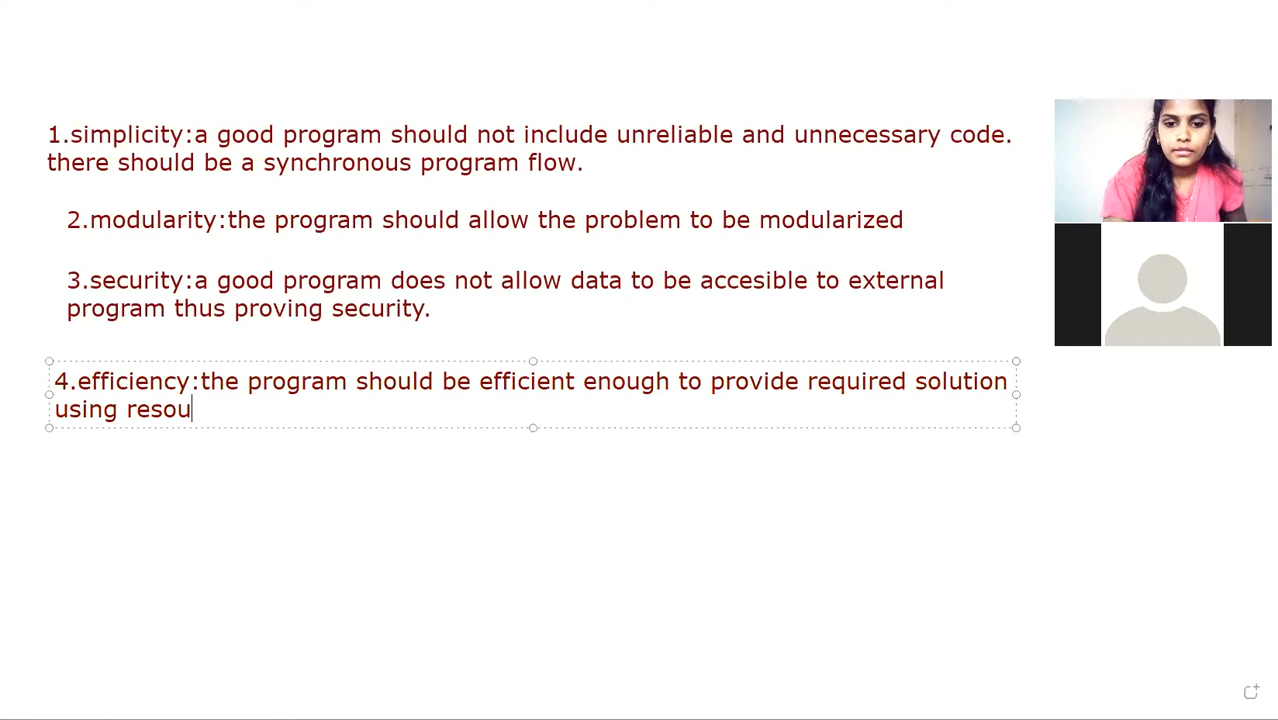 1.simplicity:a good program should not include unreliable and unnecessary code.
there should be a synchronous program flow.
2.modularity:the program should allow the problem to be modularized
3.security:a good program does not allow data to be accesible to external
program thus proving security.
4.efficiency:the program should be efficient enough to provide required solution
using resou